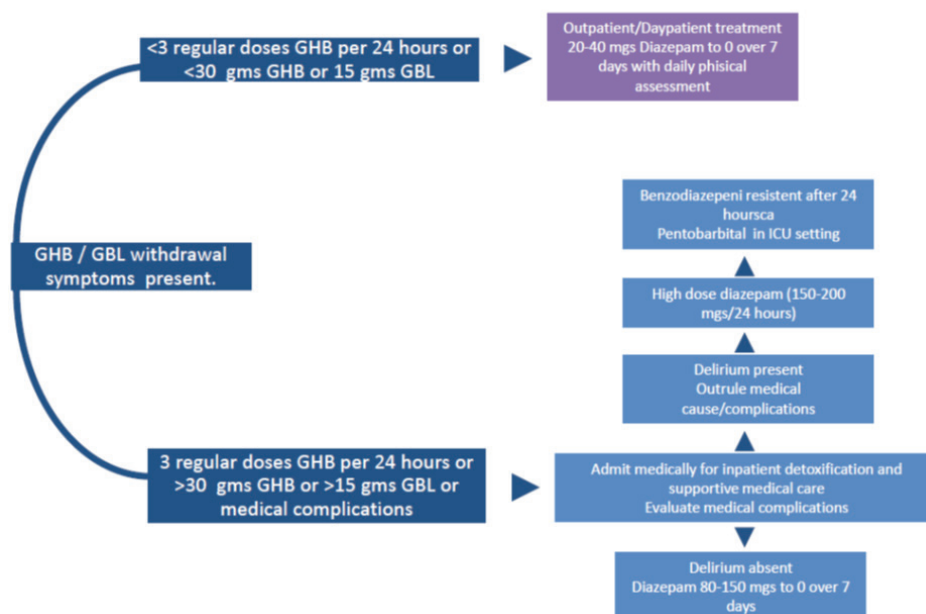 <3 regular doses GHB per 24 hours or
<30 gms GHB or 15 gms GBL
Outpatient/Daypatient treatment
20-40 mgs Diazepam to 0 over 7
days with daily phisical
assessment
GHB / GBL withdrawal
symptoms present.
Benzodiazepeni resistent after 24
hoursca
Pentobarbital in ICU setting
High dose diazepam (150-200
mgs/24 hours)
Delirium present
Outrule medical
cause/complications
3 regular doses GHB per 24 hours or
>30 gms GHB or >15 gms GBL or
medical complications
Admit medically for inpatient detoxification and
supportive medical care
Evaluate medical complications
Delirium absent
Diazepam 80-150 mgs to 0 over 7
days